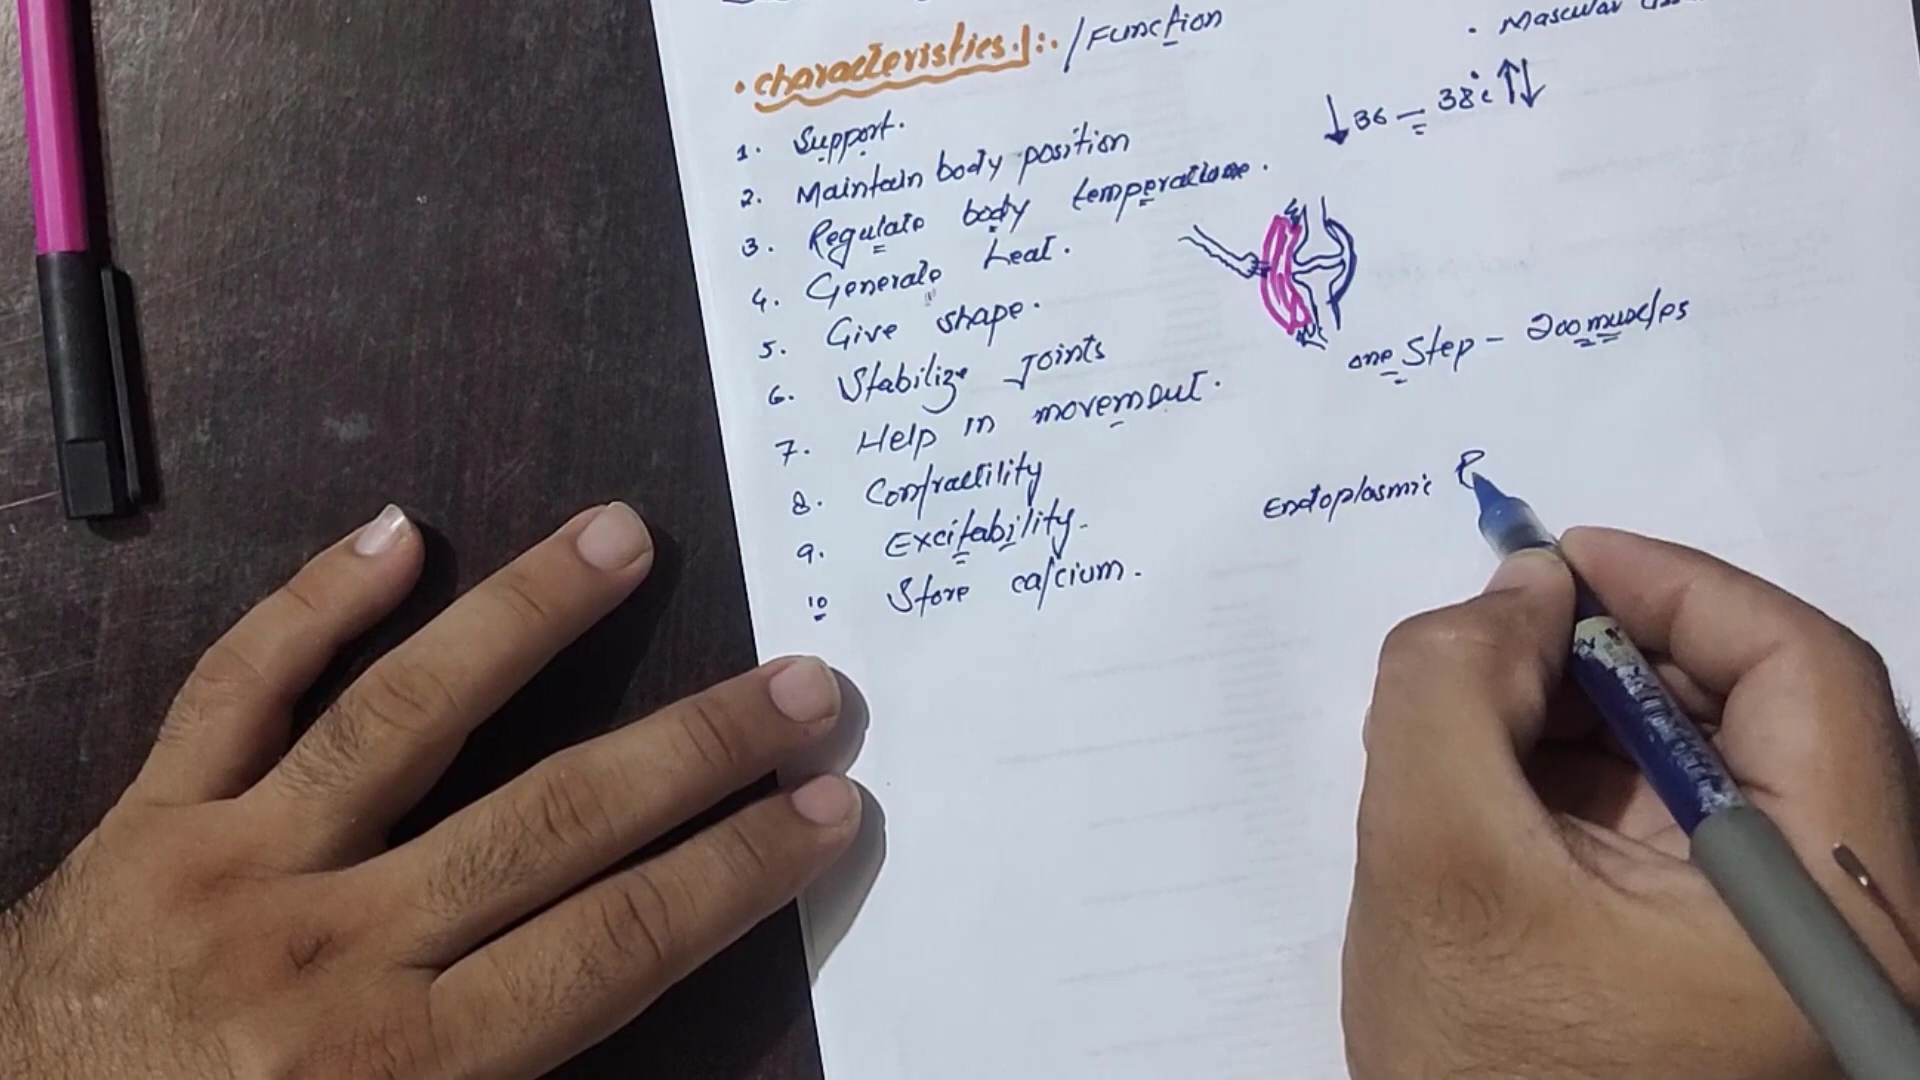 • characteristics :. / Function
1. Support.
2. Maintain body position
3. Regulate body temperature.
4. Generate heat.
5. Give shape.
6. Stabilize Joints
7. Help in movement.
8. Contractility
9. Excitability.
10 Store calcium.
• Mascular
↓36 – 38°c ↑↓
one step – 200 muscles
Endoplasmic R